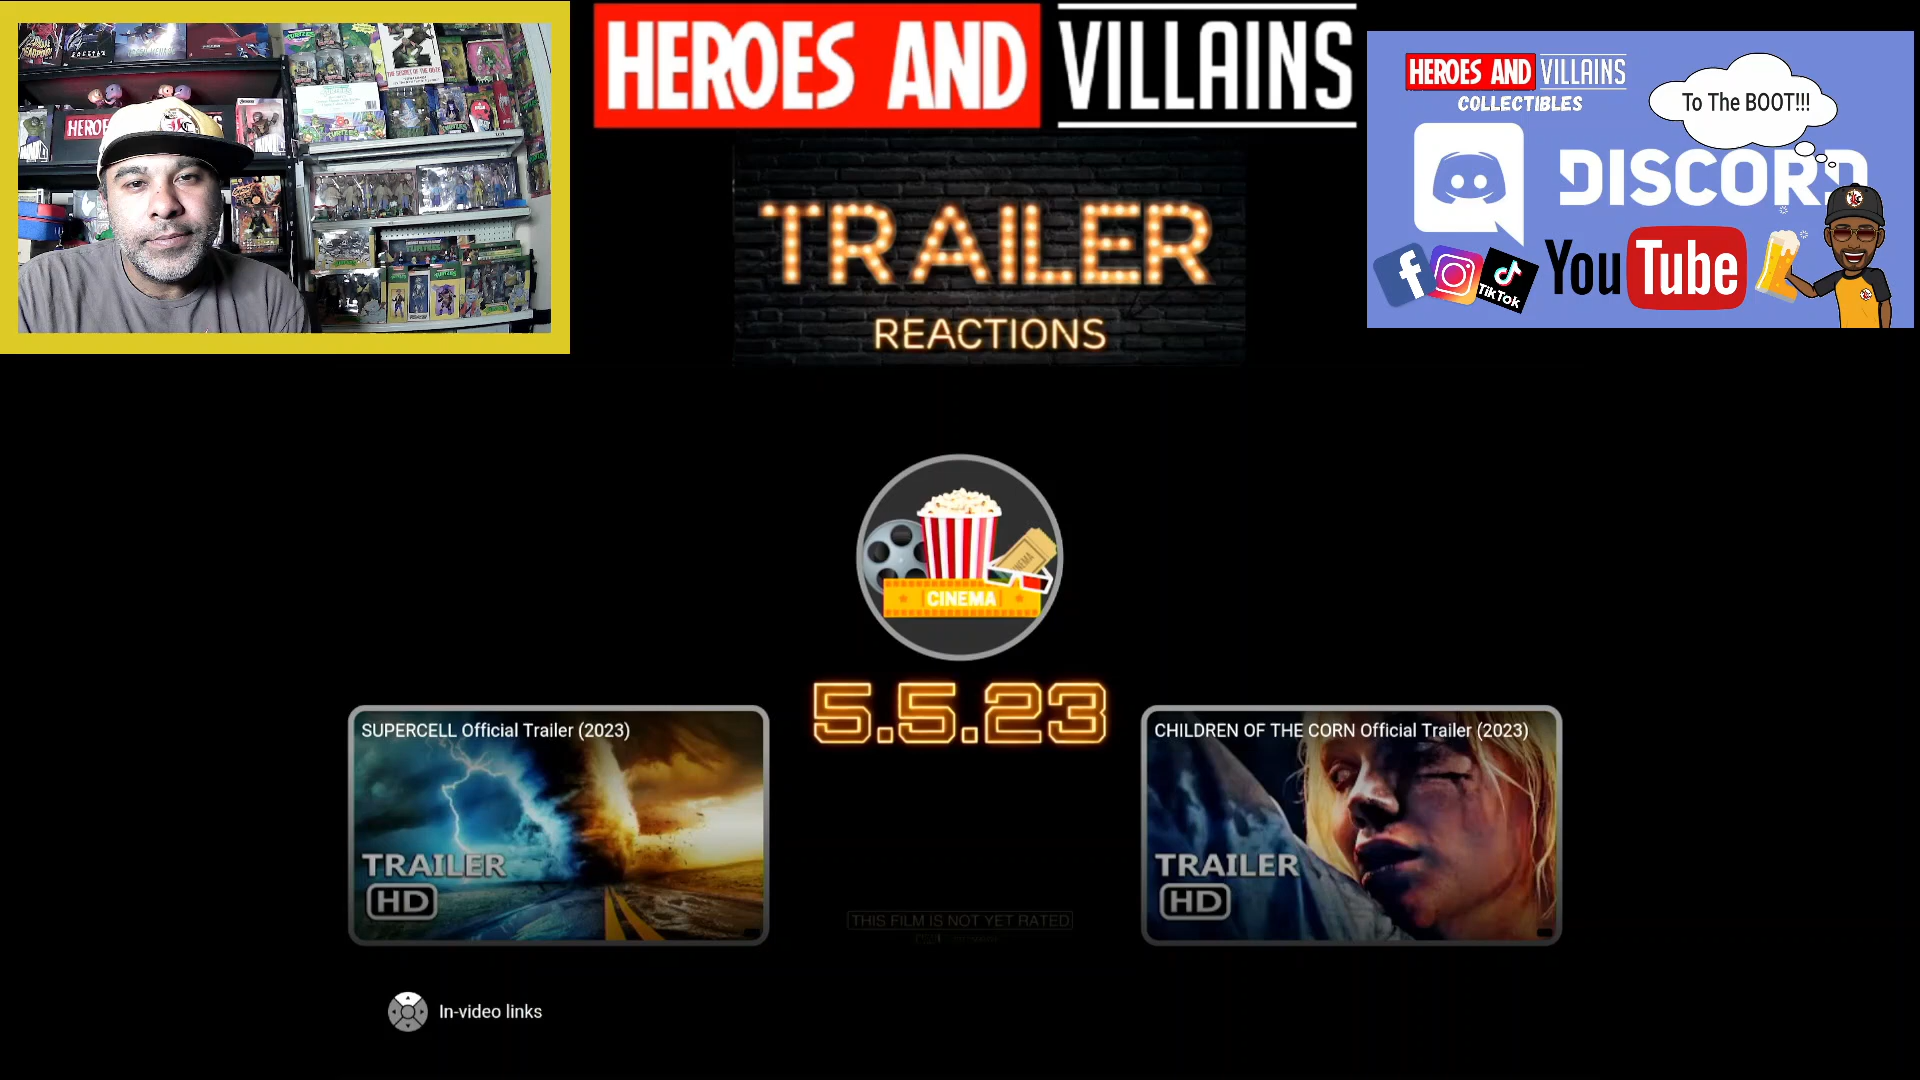 HEROES AND VILLAINS
TRAILER
REACTIONS
HEROES AND VILLAINS
COLLECTIBLES
To The BOOT!!!
DISCORD
TikTok
YouTube
HEROE
CINEMA
CINEMA
5.5.23
SUPERCELL Official Trailer (2023)
TRAILER
HD
CHILDREN OF THE CORN Official Trailer (2023)
TRAILER
HD
THIS FILM IS NOT YET RATED
In-video links